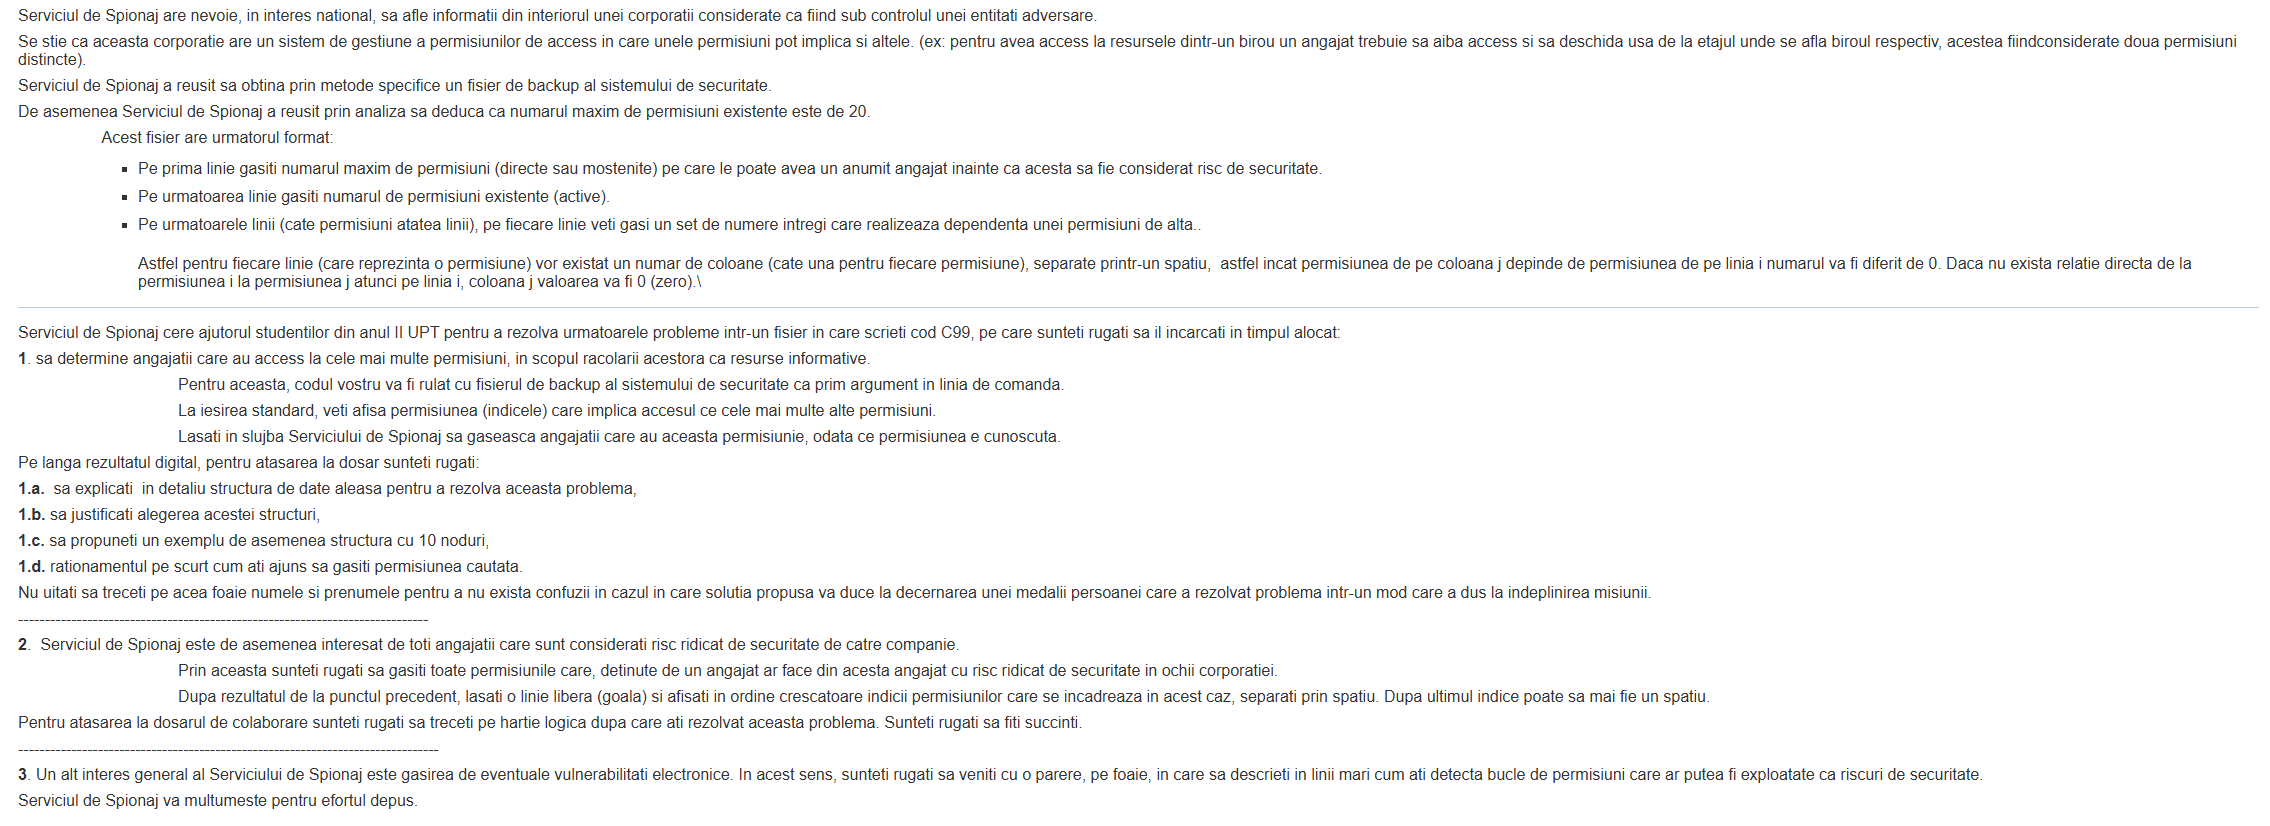 Serviciul de Spionaj are nevoie, in interes national, sa afle informatii din interiorul unei corporatii considerate ca fiind sub controlul unei entitati adversare.
Se stie ca aceasta corporatie are un sistem de gestiune a permisiunilor de access in care unele permisiuni pot implica si altele. (ex: pentru avea access la resursele dintr-un birou un angajat trebuie sa aiba access si sa deschida usa de la etajul unde se afla biroul respectiv, acestea fiindconsiderate doua permisiuni
distincte).
Serviciul de Spionaj a reusit sa obtina prin metode specifice un fisier de backup al sistemului de securitate.
De asemenea Serviciul de Spionaj a reusit prin analiza sa deduca ca numarul maxim de permisiuni existente este de 20.
Acest fisier are urmatorul format:
▪ Pe prima linie gasiti numarul maxim de permisiuni (directe sau mostenite) pe care le poate avea un anumit angajat inainte ca acesta sa fie considerat risc de securitate.
▪ Pe urmatoarea linie gasiti numarul de permisiuni existente (active).
▪ Pe urmatoarele linii (cate permisiuni atatea linii), pe fiecare linie veti gasi un set de numere intregi care realizeaza dependenta unei permisiuni de alta..
Astfel pentru fiecare linie (care reprezinta o permisiune) vor existat un numar de coloane (cate una pentru fiecare permisiune), separate printr-un spatiu, astfel incat permisiunea de pe coloana j depinde de permisiunea de pe linia i numarul va fi diferit de 0. Daca nu exista relatie directa de la
permisiunea i la permisiunea j atunci pe linia i, coloana j valoarea va fi 0 (zero).\
Serviciul de Spionaj cere ajutorul studentilor din anul II UPT pentru a rezolva urmatoarele probleme intr-un fisier in care scrieti cod C99, pe care sunteti rugati sa il incarcati in timpul alocat:
1. sa determine angajatii care au access la cele mai multe permisiuni, in scopul racolarii acestora ca resurse informative.
Pentru aceasta, codul vostru va fi rulat cu fisierul de backup al sistemului de securitate ca prim argument in linia de comanda.
La iesirea standard, veti afisa permisiunea (indicele) care implica accesul ce cele mai multe alte permisiuni.
Lasati in slujba Serviciului de Spionaj sa gaseasca angajatii care au aceasta permisiunie, odata ce permisiunea e cunoscuta.
Pe langa rezultatul digital, pentru atasarea la dosar sunteti rugati:
1.a. sa explicati in detaliu structura de date aleasa pentru a rezolva aceasta problema,
1.b. sa justificati alegerea acestei structuri,
1.c. sa propuneti un exemplu de asemenea structura cu 10 noduri,
1.d. rationamentul pe scurt cum ati ajuns sa gasiti permisiunea cautata.
Nu uitati sa treceti pe acea foaie numele si prenumele pentru a nu exista confuzii in cazul in care solutia propusa va duce la decernarea unei medalii persoanei care a rezolvat problema intr-un mod care a dus la indeplinirea misiunii.
--------------------------------------------------------------------------------
2. Serviciul de Spionaj este de asemenea interesat de toti angajatii care sunt considerati risc ridicat de securitate de catre companie.
Prin aceasta sunteti rugati sa gasiti toate permisiunile care, detinute de un angajat ar face din acesta angajat cu risc ridicat de securitate in ochii corporatiei.
Dupa rezultatul de la punctul precedent, lasati o linie libera (goala) si afisati in ordine crescatoare indicii permisiunilor care se incadreaza in acest caz, separati prin spatiu. Dupa ultimul indice poate sa mai fie un spatiu.
Pentru atasarea la dosarul de colaborare sunteti rugati sa treceti pe hartie logica dupa care ati rezolvat aceasta problema. Sunteti rugati sa fiti succinti.
----------------------------------------------------------------------------------
3. Un alt interes general al Serviciului de Spionaj este gasirea de eventuale vulnerabilitati electronice. In acest sens, sunteti rugati sa veniti cu o parere, pe foaie, in care sa descrieti in linii mari cum ati detecta bucle de permisiuni care ar putea fi exploatate ca riscuri de securitate.
Serviciul de Spionaj va multumeste pentru efortul depus.